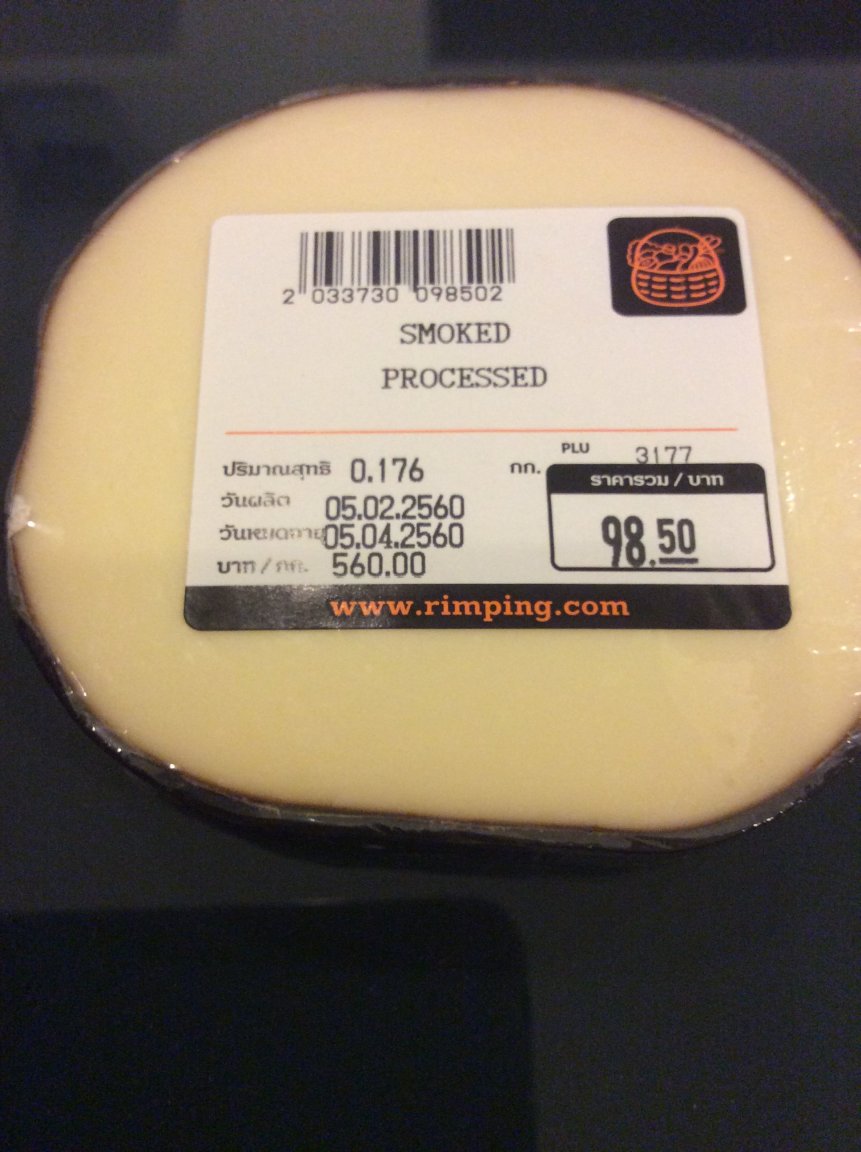 2 033730 098502
SMOKED
PROCESSED
PLU 3177
ปริมาณสุทธิ 0.176 กก.
ราคารวม / บาท
วันผลิต 05.02.2560
98.50
วันหมดอายุ 05.04.2560
บาท / กก. 560.00
www.rimping.com